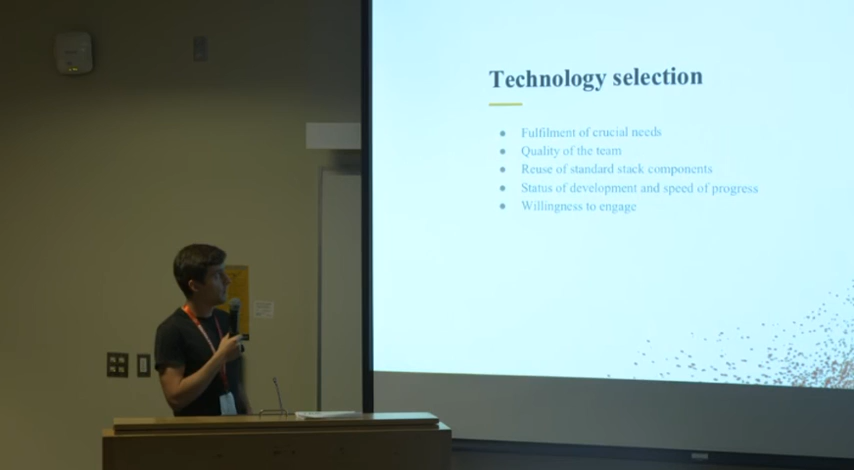 Technology selection
Fulfilment of crucial needs
Quality of the team
Reuse of standard stack components
Status of development and speed of progress
Willingness to engage